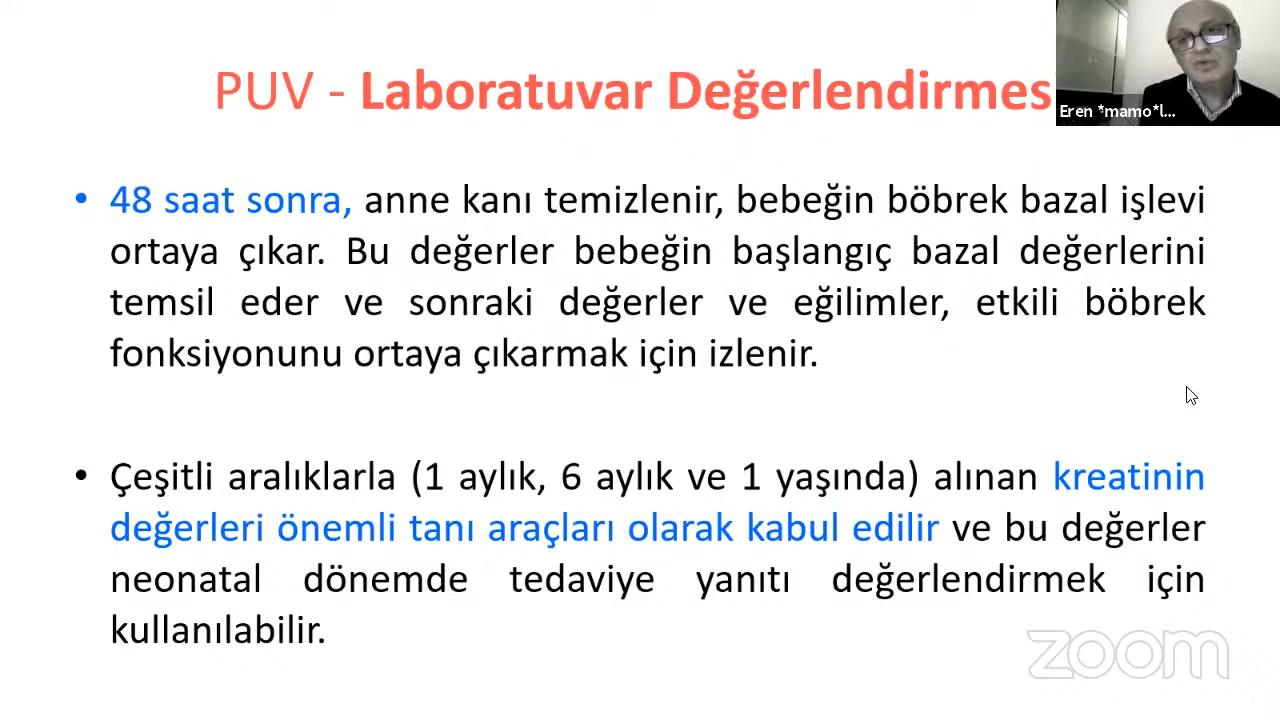 PUV - Laboratuvar Değerlendirmes
Eren *mamo*l...
• 48 saat sonra, anne kanı temizlenir, bebeğin böbrek bazal işlevi
ortaya çıkar. Bu değerler bebeğin başlangıç bazal değerlerini
temsil eder ve sonraki değerler ve eğilimler, etkili böbrek
fonksiyonunu ortaya çıkarmak için izlenir.
• Çeşitli aralıklarla (1 aylık, 6 aylık ve 1 yaşında) alınan kreatinin
değerleri önemli tanı araçları olarak kabul edilir ve bu değerler
neonatal dönemde tedaviye yanıtı değerlendirmek için
kullanılabilir.
zoom